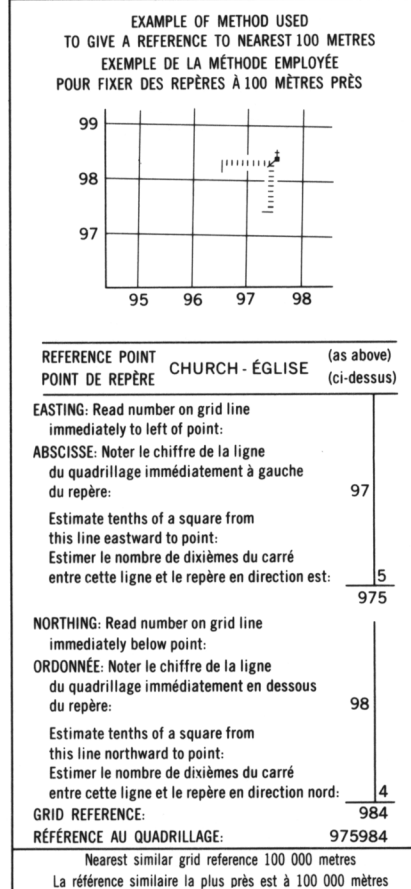 EXAMPLE OF METHOD USED
TO GIVE A REFERENCE TO NEAREST 100 METRES
EXEMPLE DE LA MÉTHODE EMPLOYÉE
POUR FIXER DES REPÈRES À 100 MÈTRES PRÈS
99
98
97
95 96 97 98
REFERENCE POINT
POINT DE REPÈRE
CHURCH - ÉGLISE
(as above)
(ci-dessus)
EASTING: Read number on grid line
immediately to left of point:
ABSCISSE: Noter le chiffre de la ligne
du quadrillage immédiatement à gauche
du repère: 97
Estimate tenths of a square from
this line eastward to point:
Estimer le nombre de dixièmes du carré
entre cette ligne et le repère en direction est: 5
975
NORTHING: Read number on grid line
immediately below point:
ORDONNÉE: Noter le chiffre de la ligne
du quadrillage immédiatement en dessous
du repère: 98
Estimate tenths of a square from
this line northward to point:
Estimer le nombre de dixièmes du carré
entre cette ligne et le repère en direction nord: 4
GRID REFERENCE: 984
RÉFÉRENCE AU QUADRILLAGE: 975984
Nearest similar grid reference 100 000 metres
La référence similaire la plus près est à 100 000 mètres